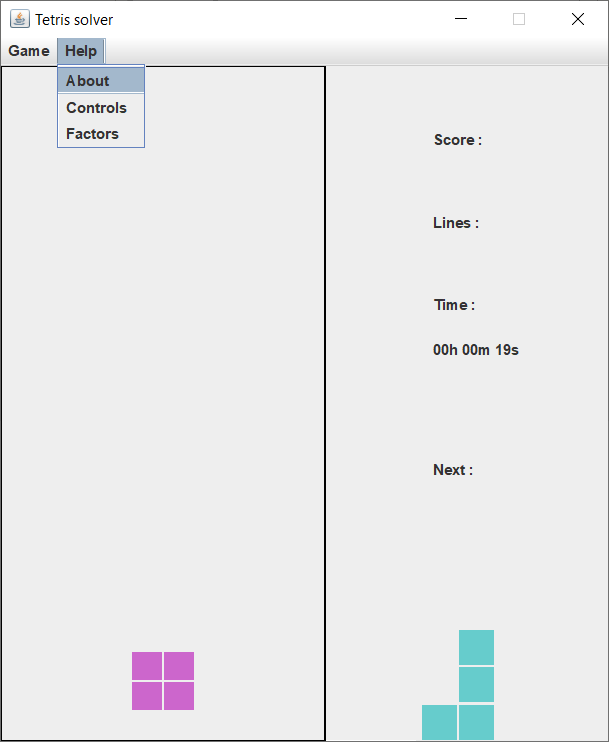 Tetris solver
Game Help
About
Controls
Factors
Score :
Lines :
Time :
00h 00m 19s
Next :